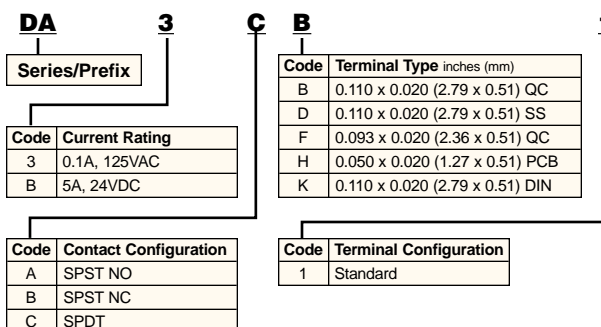 DA 3 C B
Series/Prefix
Code Terminal Type inches (mm)
B 0.110 x 0.020 (2.79 x 0.51) QC
D 0.110 x 0.020 (2.79 x 0.51) SS
F 0.093 x 0.020 (2.36 x 0.51) QC
H 0.050 x 0.020 (1.27 x 0.51) PCB
K 0.110 x 0.020 (2.79 x 0.51) DIN
Code Current Rating
3 0.1A, 125VAC
B 5A, 24VDC
Code Contact Configuration
A SPST NO
B SPST NC
C SPDT
Code Terminal Configuration
1 Standard